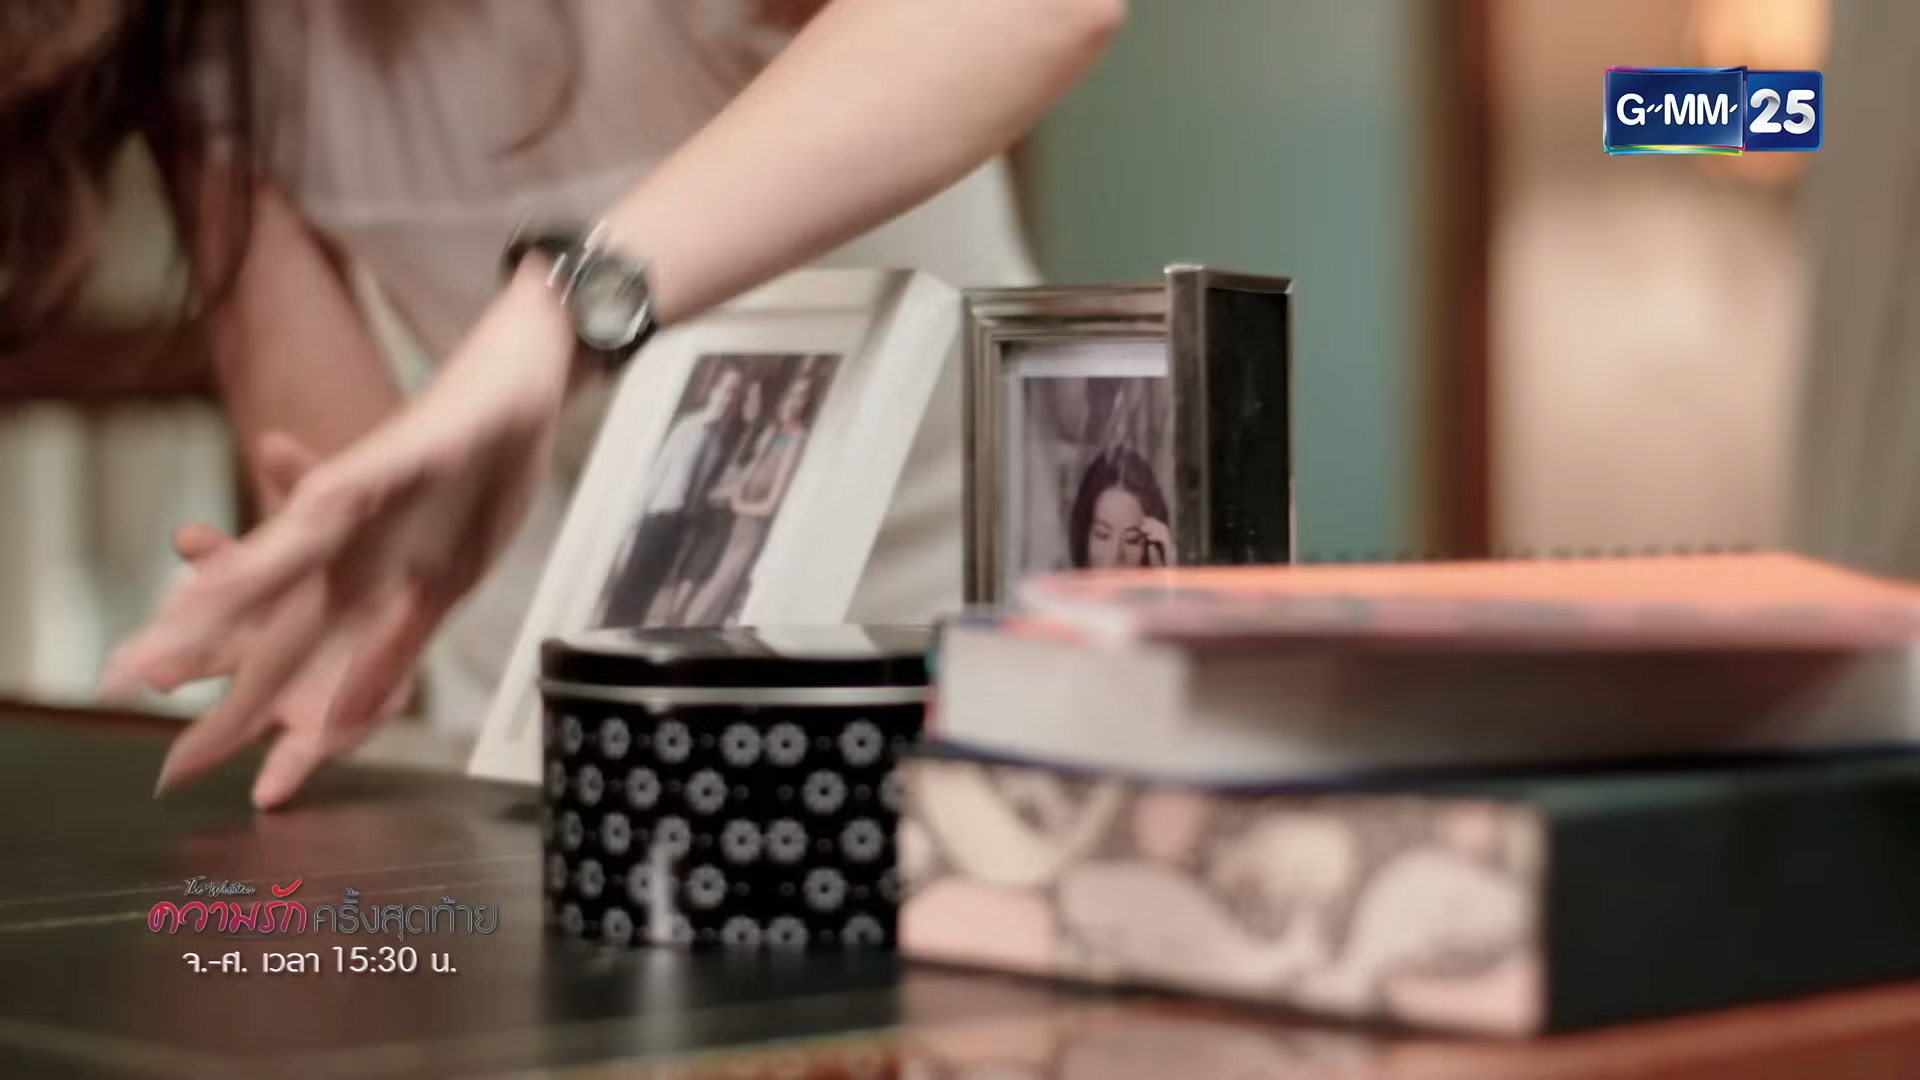 G"MM' 25
ความรักครั้งสุดท้าย
จ.-ศ. เวลา 15:30 น.